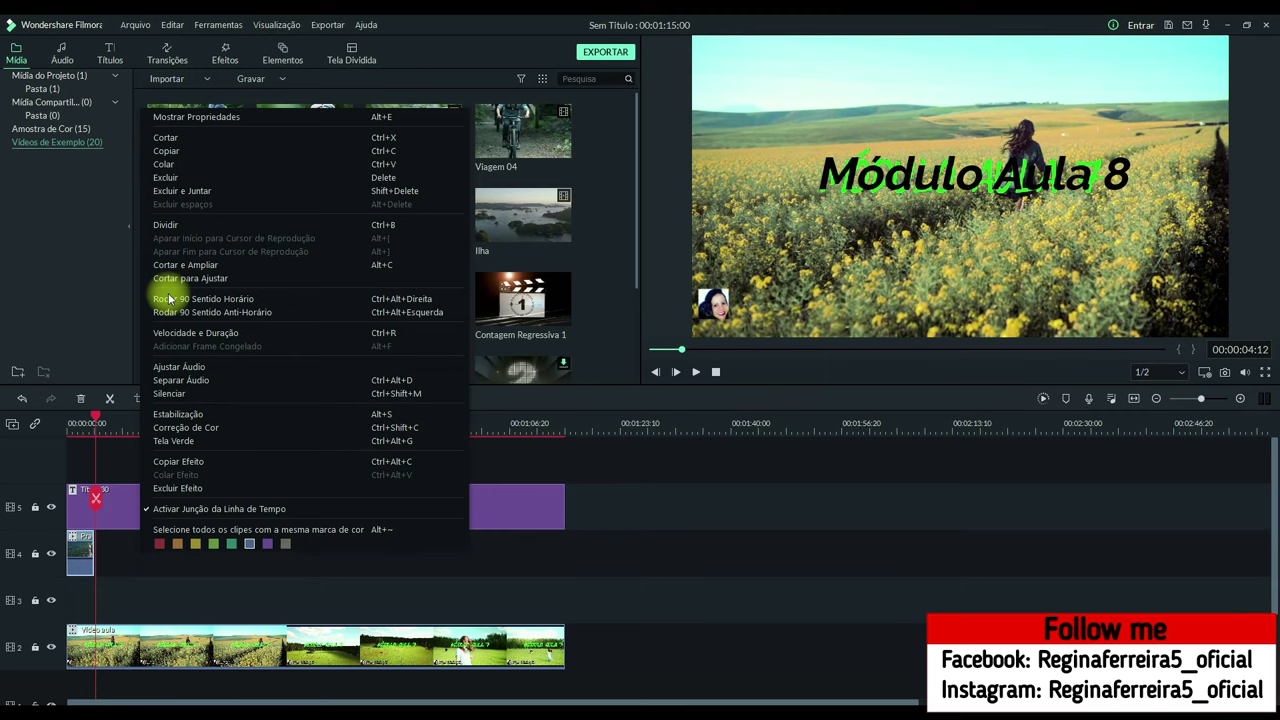 Wondershare Filmora
Arquivo
Editar
Ferramentas
Visualização
Exportar
Ajuda
Sem Título : 00:01:15:00
Entrar
Mídia
Áudio
Títulos
Transições
Efeitos
Elementos
Tela Dividida
EXPORTAR
Mídia do Projeto (1)
Pasta (1)
Mídia Compartil... (0)
Pasta (0)
Amostra de Cor (15)
Vídeos de Exemplo (20)
Importar
Gravar
Pesquisa
Mostrar Propriedades Alt+E
Cortar Ctrl+X
Copiar Ctrl+C
Colar Ctrl+V
Excluir Delete
Excluir e Juntar Shift+Delete
Excluir espaços Alt+Delete
Dividir Ctrl+B
Aparar Início para Cursor de Reprodução Alt+[
Aparar Fim para Cursor de Reprodução Alt+]
Cortar e Ampliar Alt+C
Cortar para Ajustar
Rodar 90 Sentido Horário Ctrl+Alt+Direita
Rodar 90 Sentido Anti-Horário Ctrl+Alt+Esquerda
Velocidade e Duração Ctrl+R
Adicionar Frame Congelado Alt+F
Ajustar Áudio
Separar Áudio Ctrl+Alt+D
Silenciar Ctrl+Shift+M
Estabilização Alt+S
Correção de Cor Ctrl+Shift+C
Tela Verde Ctrl+Alt+G
Copiar Efeito Ctrl+Alt+C
Colar Efeito Ctrl+Alt+V
Excluir Efeito
Activar Junção da Linha de Tempo
Selecione todos os clipes com a mesma marca de cor Alt+~
Viagem 04
Ilha
1
Contagem Regressiva 1
Módulo Aula 8
00:00:04:12
1/2
00:00:00:00
00:01:06:20
00:01:23:10
00:01:40:00
00:01:56:20
00:02:13:10
00:02:30:00
00:02:46:20
5
4
3
2
Video aula
Follow me
Facebook: Reginaferreira5_oficial
Instagram: Reginaferreira5_oficial